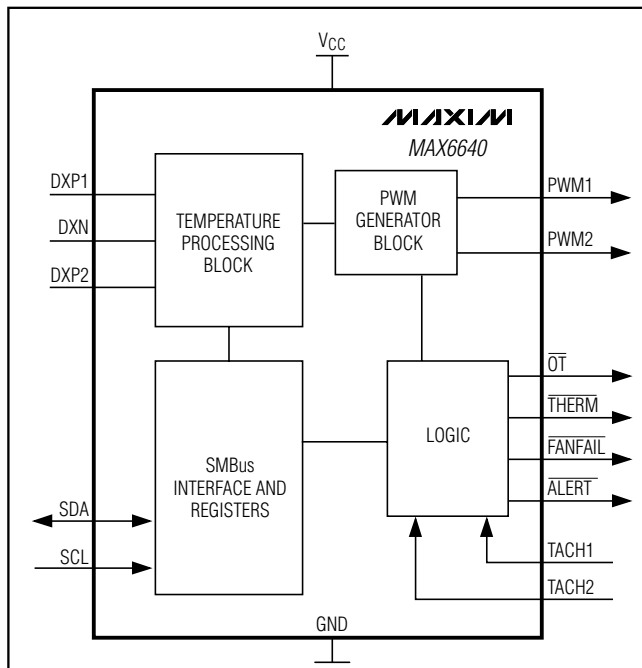 VCC
MAXIM
MAX6640
DXP1
DXN
DXP2
TEMPERATURE
PROCESSING
BLOCK
PWM
GENERATOR
BLOCK
PWM1
PWM2
SMBus
INTERFACE AND
REGISTERS
LOGIC
OT
THERM
FANFAIL
ALERT
SDA
SCL
TACH1
TACH2
GND